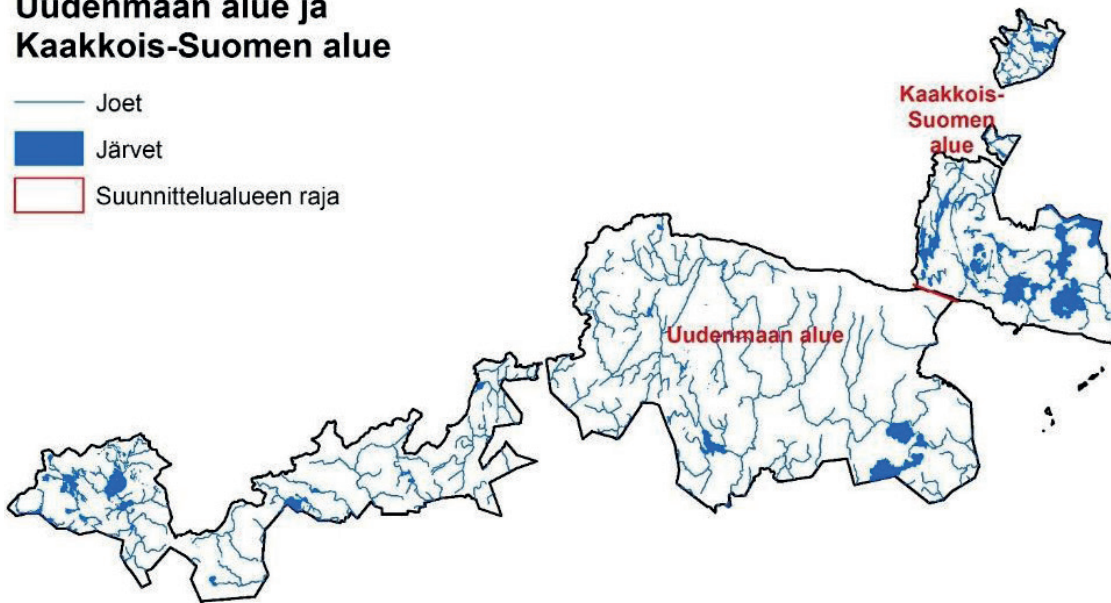 Uudenmaan alue ja
Kaakkois-Suomen alue
Joet
Järvet
Suunnittelualueen raja
Kaakkois-
Suomen
alue
Uudenmaan alue